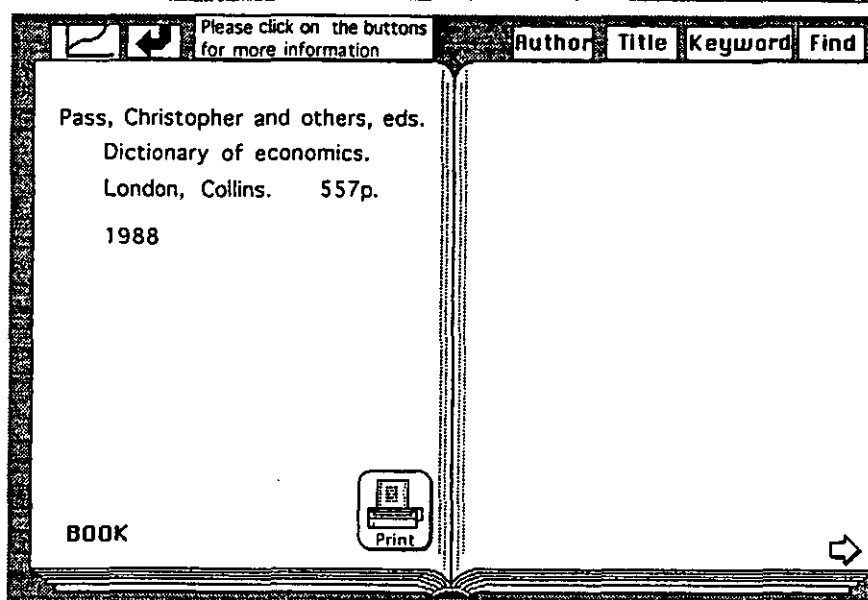 Please click on the buttons
for more information
Author Title Keyword Find
Pass, Christopher and others, eds.
Dictionary of economics.
London, Collins. 557p.
1988
BOOK
Print